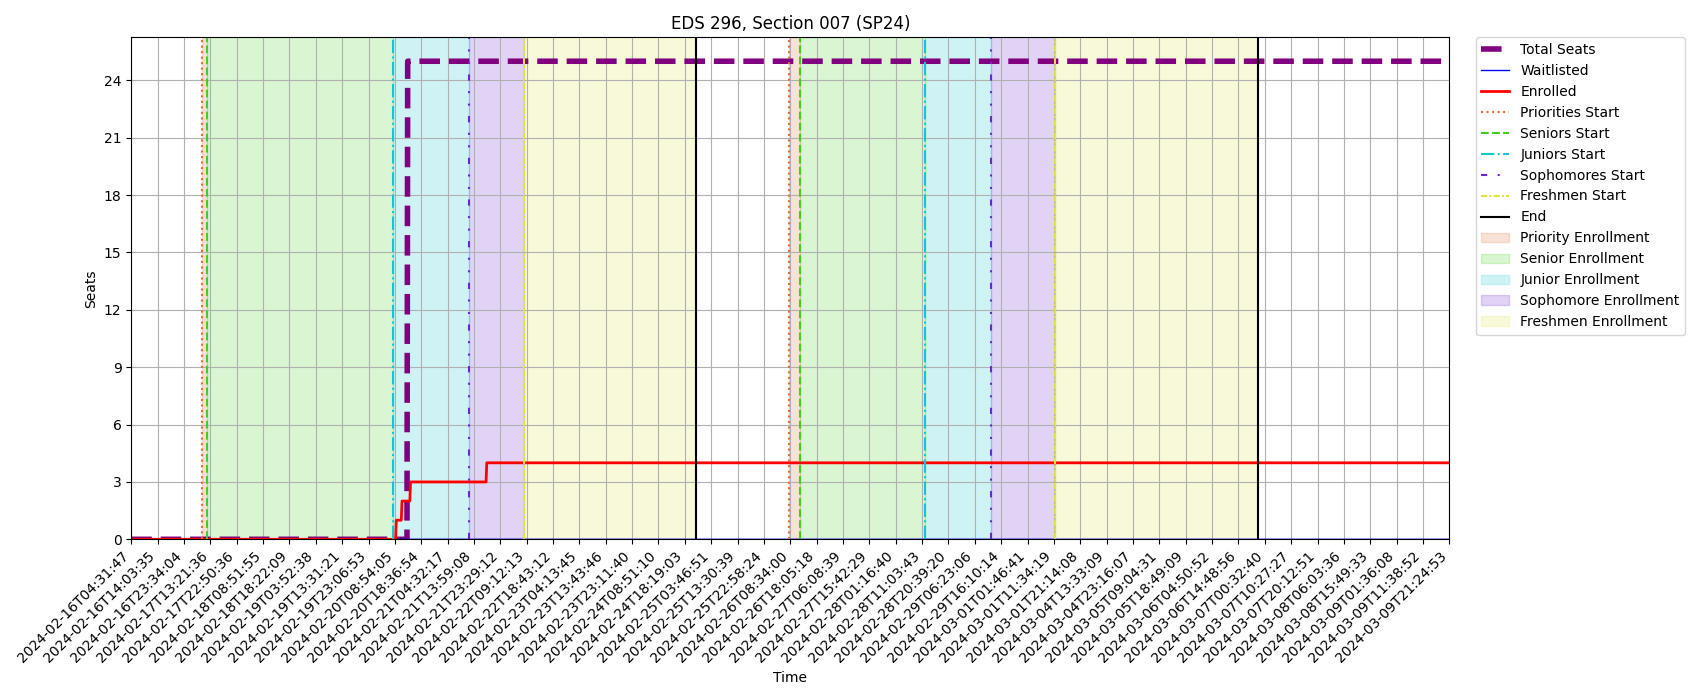 EDS 296, Section 007 (SP24)
Total Seats
Waitlisted
Enrolled
Priorities Start
Seniors Start
Juniors Start
Sophomores Start
Freshmen Start
End
Priority Enrollment
Senior Enrollment
Junior Enrollment
Sophomore Enrollment
Freshmen Enrollment
Seats
24
21
18
15
12
9
6
3
0
2024-02-16T04:31:47
2024-02-16T14:03:35
2024-02-16T23:34:04
2024-02-17T13:21:36
2024-02-17T22:50:36
2024-02-18T08:51:55
2024-02-18T18:22:09
2024-02-19T03:52:38
2024-02-19T13:31:21
2024-02-19T23:06:53
2024-02-20T08:54:05
2024-02-20T18:36:54
2024-02-21T04:32:17
2024-02-21T13:59:08
2024-02-21T23:29:12
2024-02-22T09:12:13
2024-02-22T18:43:12
2024-02-23T04:13:45
2024-02-23T13:43:46
2024-02-23T23:11:40
2024-02-24T08:51:10
2024-02-24T18:19:03
2024-02-25T03:46:51
2024-02-25T13:30:39
2024-02-25T22:58:24
2024-02-26T08:34:00
2024-02-26T18:05:18
2024-02-27T06:08:39
2024-02-27T15:42:29
2024-02-28T01:16:40
2024-02-28T11:03:43
2024-02-28T20:39:20
2024-02-29T06:23:06
2024-02-29T16:10:14
2024-03-01T01:46:41
2024-03-01T11:34:19
2024-03-01T21:14:08
2024-03-04T13:33:09
2024-03-04T23:16:07
2024-03-05T09:04:31
2024-03-05T18:49:09
2024-03-06T04:50:52
2024-03-06T14:48:56
2024-03-07T00:32:40
2024-03-07T10:27:27
2024-03-07T20:12:51
2024-03-08T06:03:36
2024-03-08T15:49:33
2024-03-09T01:36:08
2024-03-09T11:38:52
2024-03-09T21:24:53
Time